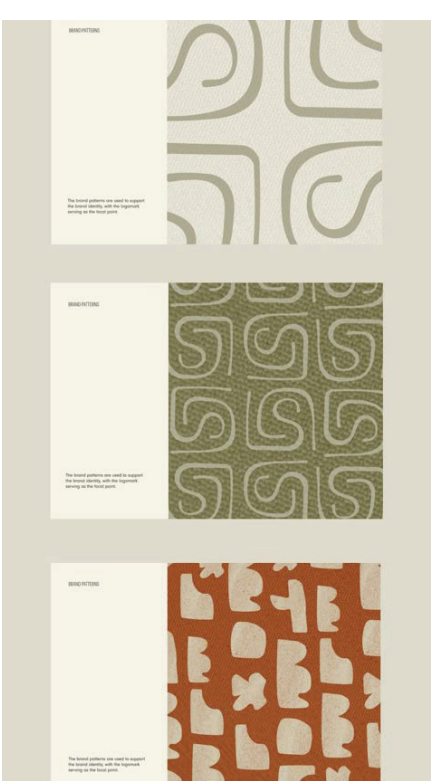 BRAND PATTERNS
The brand patterns are used to support
the brand identity, with the logomark
serving as the focal point.
BRAND PATTERNS
The brand patterns are used to support
the brand identity, with the logomark
serving as the focal point.
BRAND PATTERNS
The brand patterns are used to support
the brand identity, with the logomark
serving as the focal point.